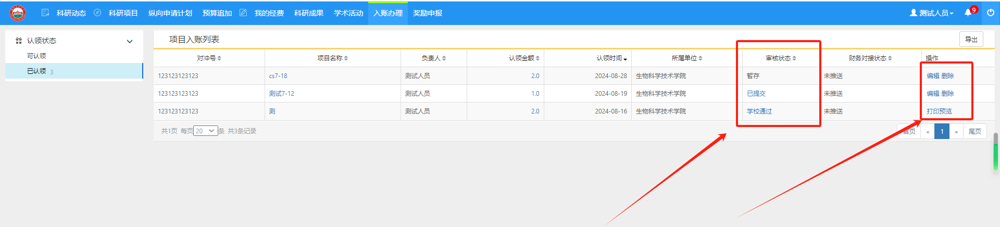 科研动态 科研项目 纵向申请计划 预算追加 我的经费 科研成果 学术活动 入账办理 奖励申报 测试人员 9
认领状态
可认领
已认领 3
项目入账列表 导出
对冲号 项目名称 负责人 认领金额 认领时间 所属单位 审核状态 财务对接状态 操作
123123123123 cs7-18 测试人员 2.0 2024-08-28 生物科学技术学院 暂存 未推送 编辑 删除
123123123123 测试7-12 测试人员 1.0 2024-08-19 生物科学技术学院 已提交 未推送 编辑 删除
123123123123 测 测试人员 2.0 2024-08-16 生物科学技术学院 学校通过 未推送 打印预览
共1页 每页 20 条 共3条记录 首页 « 1 » 尾页